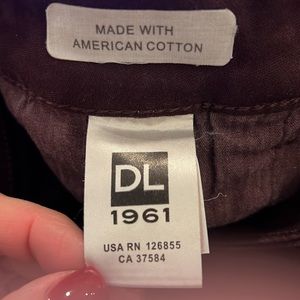 MADE WITH
AMERICAN COTTON
DL
1961
USA RN 126855
CA 37584